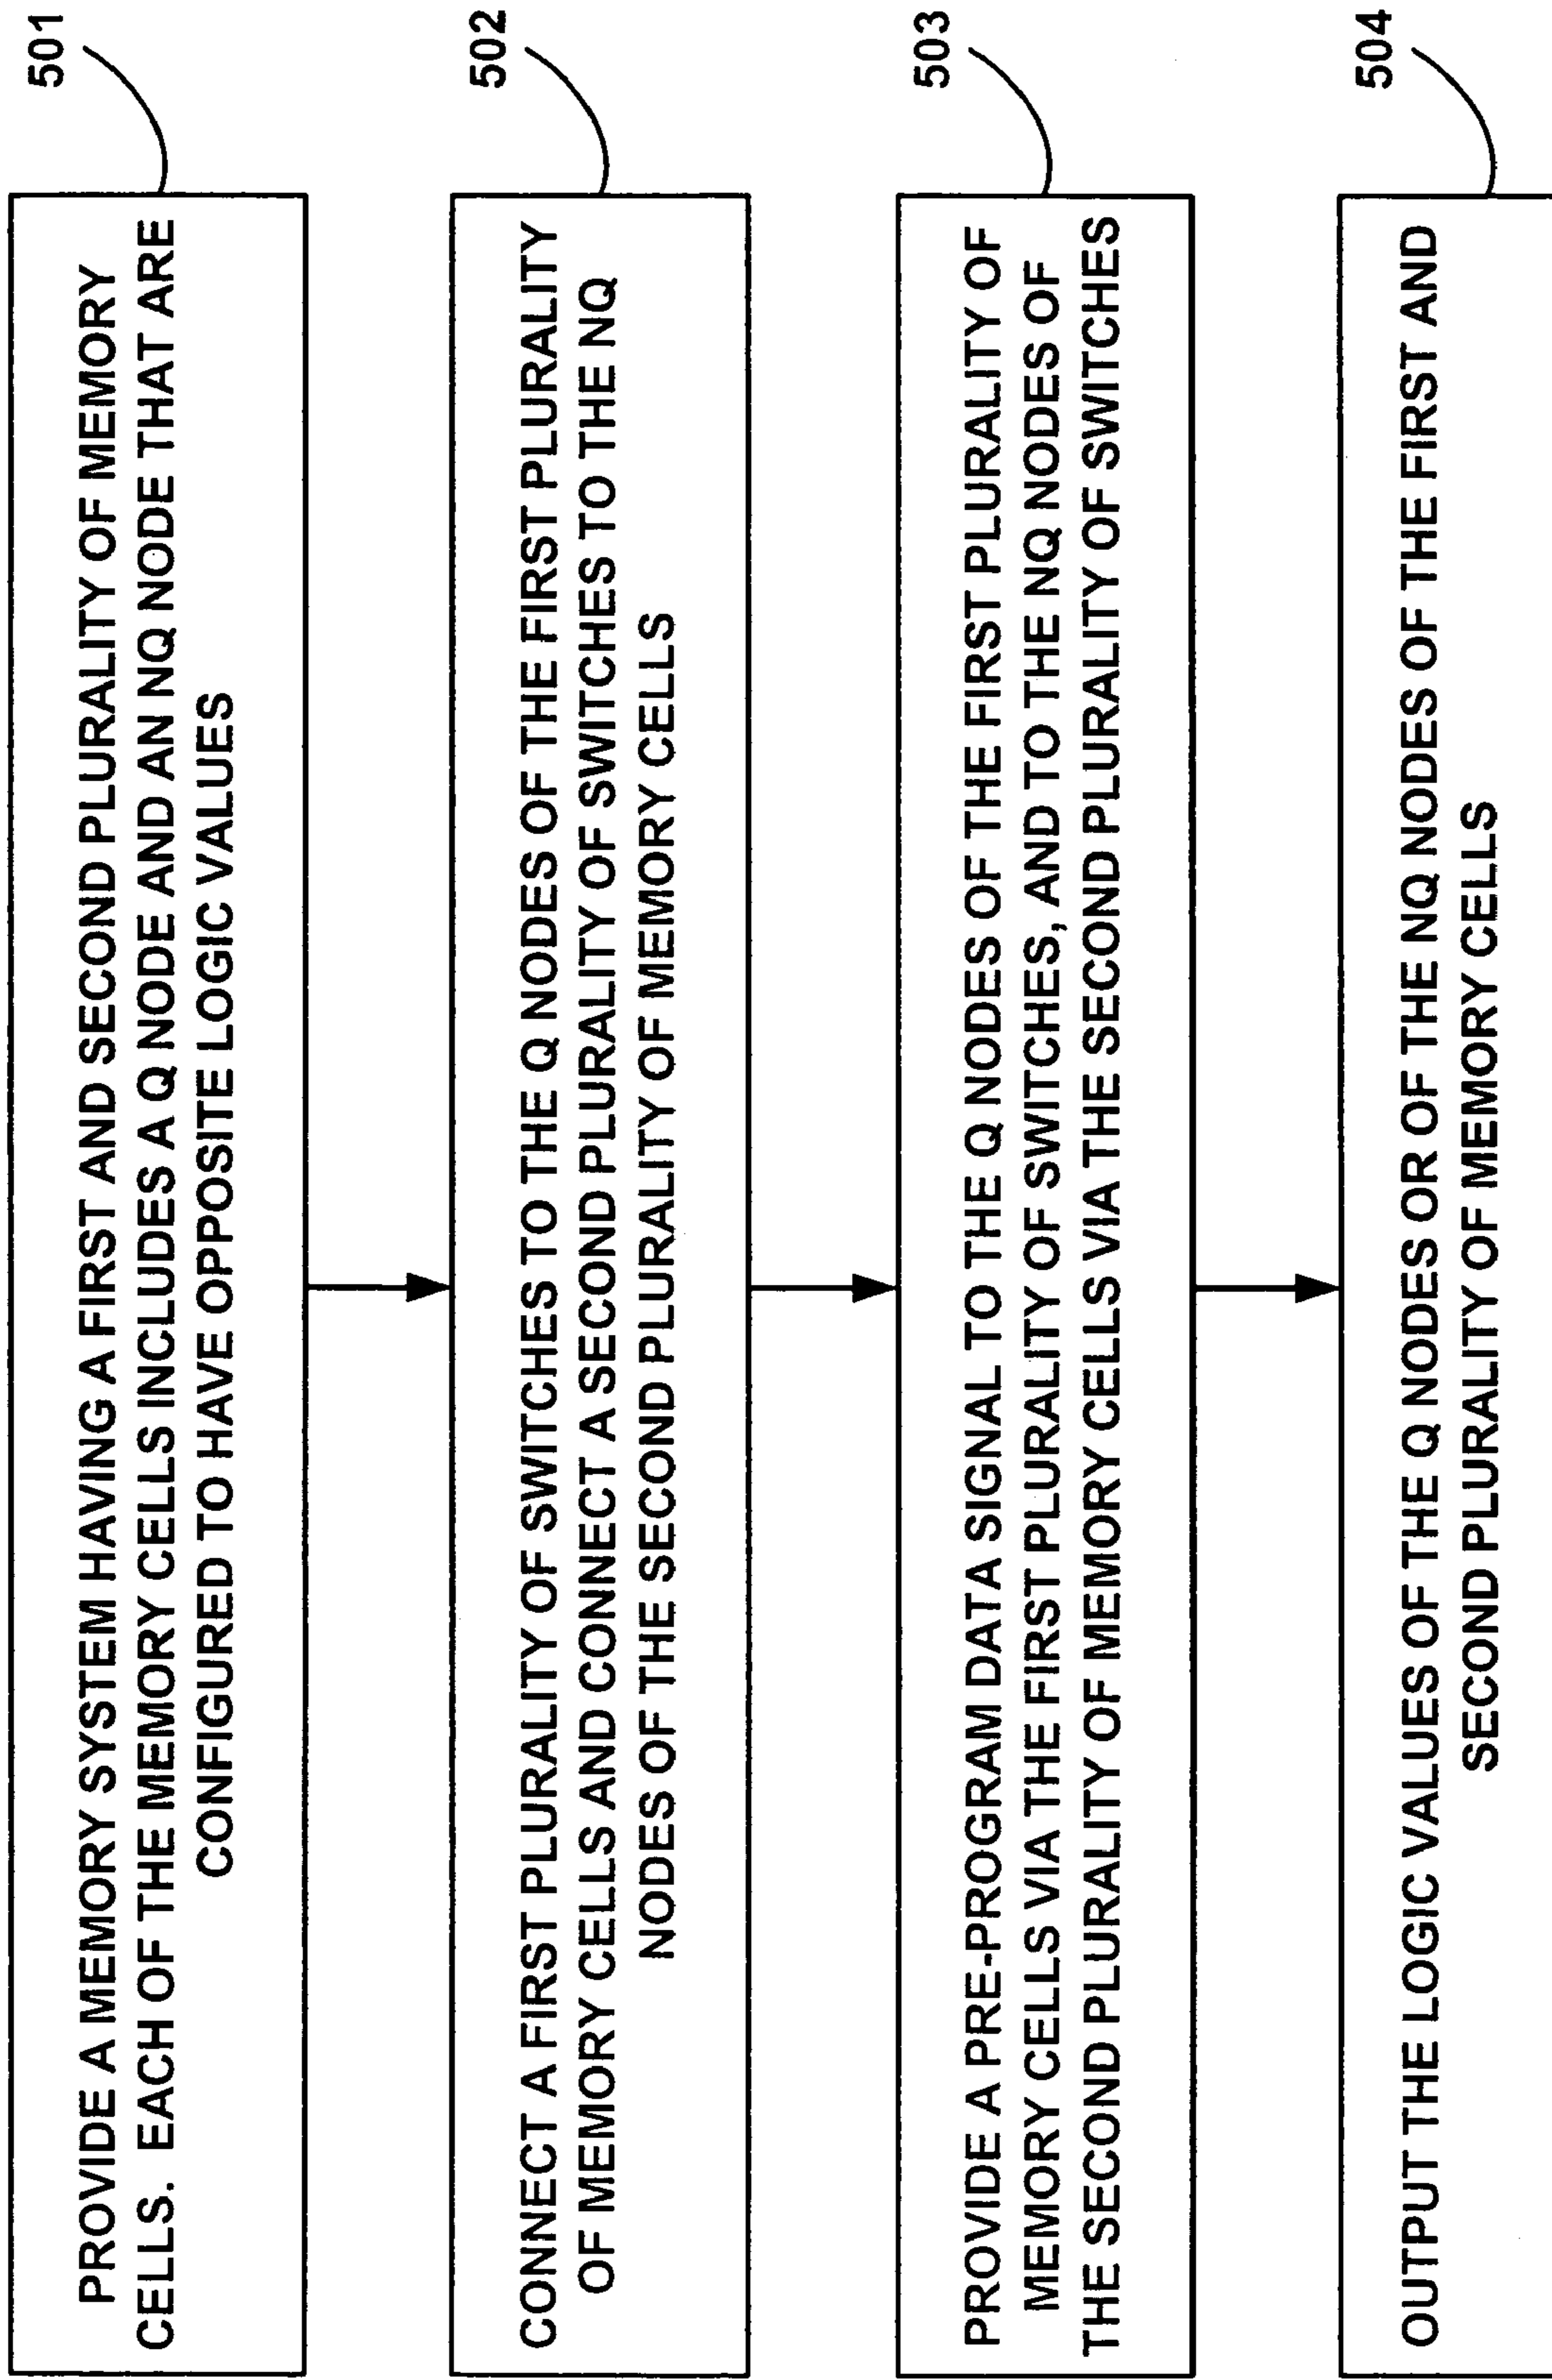 501
PROVIDE A MEMORY SYSTEM HAVING A FIRST AND SECOND PLURALITY OF MEMORY
CELLS. EACH OF THE MEMORY CELLS INCLUDES A Q NODE AND AN NQ NODE THAT ARE
CONFIGURED TO HAVE OPPOSITE LOGIC VALUES
502
CONNECT A FIRST PLURALITY OF SWITCHES TO THE Q NODES OF THE FIRST PLURALITY
OF MEMORY CELLS AND CONNECT A SECOND PLURALITY OF SWITCHES TO THE NQ
NODES OF THE SECOND PLURALITY OF MEMORY CELLS
503
PROVIDE A PRE-PROGRAM DATA SIGNAL TO THE Q NODES OF THE FIRST PLURALITY OF
MEMORY CELLS VIA THE FIRST PLURALITY OF SWITCHES, AND TO THE NQ NODES OF
THE SECOND PLURALITY OF MEMORY CELLS VIA THE SECOND PLURALITY OF SWITCHES
504
OUTPUT THE LOGIC VALUES OF THE Q NODES OR OF THE NQ NODES OF THE FIRST AND
SECOND PLURALITY OF MEMORY CELLS